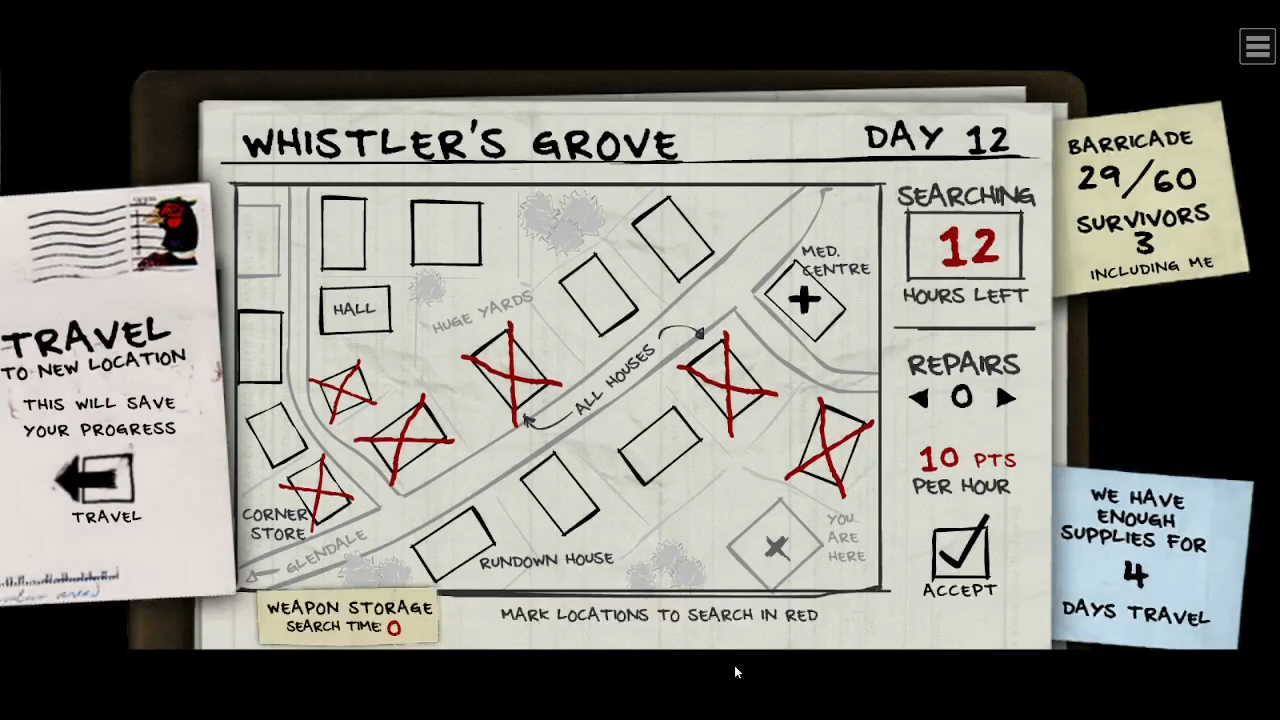 WHISTLER'S GROVE
DAY 12
BARRICADE
29/60
SURVIVORS
3
INCLUDING ME
SEARCHING
12
HOURS LEFT
REPAIRS
0
10 PTS
PER HOUR
ACCEPT
WE HAVE
ENOUGH
SUPPLIES FOR
4
DAYS TRAVEL
TRAVEL
TO NEW LOCATION
THIS WILL SAVE
YOUR PROGRESS
TRAVEL
MED.
CENTRE
HALL
HUGE YARDS
ALL HOUSES
CORNER
STORE
GLENDALE
RUNDOWN HOUSE
YOU
ARE
HERE
WEAPON STORAGE
SEARCH TIME: 0
MARK LOCATIONS TO SEARCH IN RED